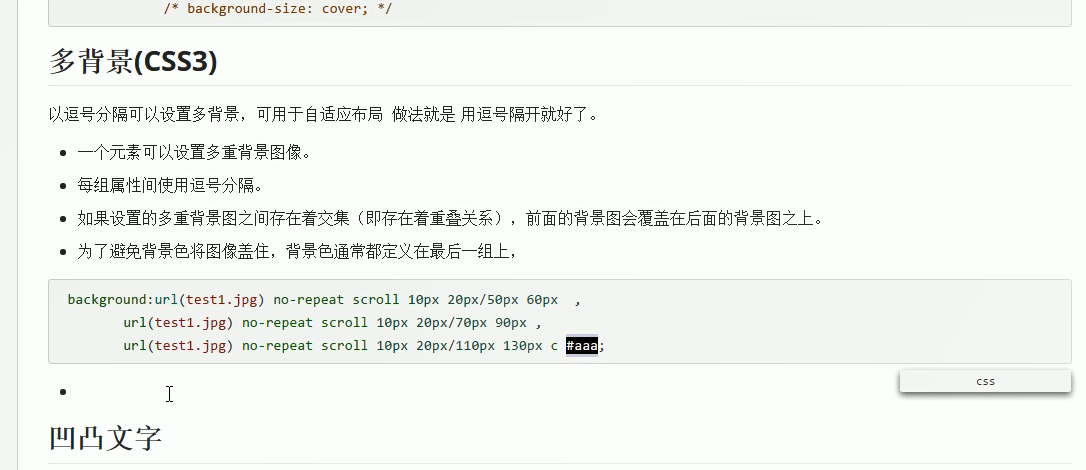 /* background-size: cover; */
多背景(CSS3)
以逗号分隔可以设置多背景，可用于自适应布局 做法就是 用逗号隔开就好了。
一个元素可以设置多重背景图像。
每组属性间使用逗号分隔。
如果设置的多重背景图之间存在着交集（即存在着重叠关系），前面的背景图会覆盖在后面的背景图之上。
为了避免背景色将图像盖住，背景色通常都定义在最后一组上，
background:url(test1.jpg) no-repeat scroll 10px 20px/50px 60px  ,
url(test1.jpg) no-repeat scroll 10px 20px/70px 90px ,
url(test1.jpg) no-repeat scroll 10px 20px/110px 130px c #aaa;
css
凹凸文字